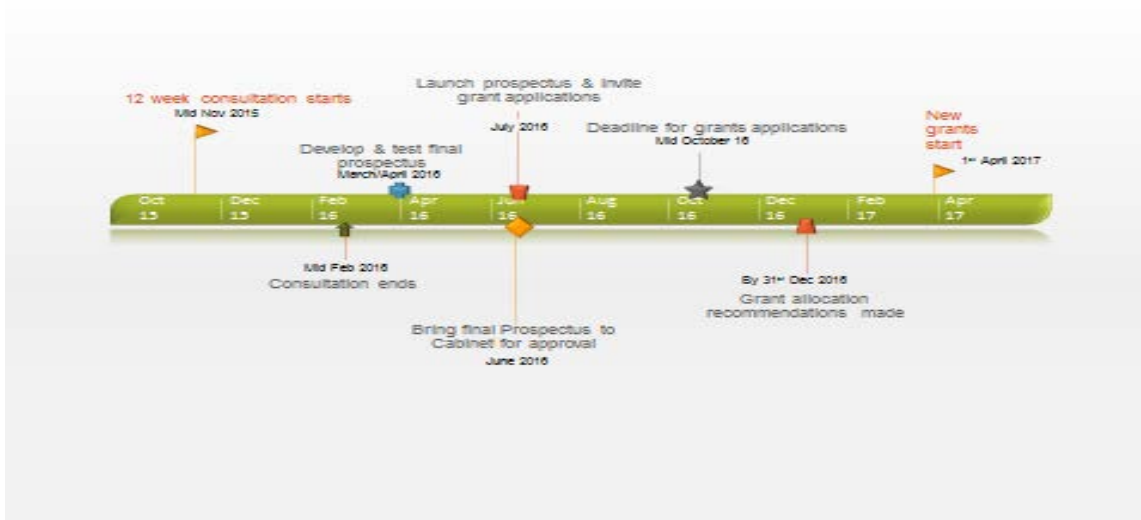 Launch prospectus & Invite
grant applications
July 2016
12 week consultation starts
Mid Nov 2015
Develop & test final
prospectus
March/April 2016
Deadline for grants applications
Mid October 16
New
grants
start
1st April 2017
Oct
15
Dec
15
Feb
16
Apr
16
Jun
16
Aug
16
Oct
16
Dec
16
Feb
17
Apr
17
Mid Feb 2016
Consultation ends
Bring final Prospectus to
Cabinet for approval
June 2016
By 31st Dec 2016
Grant allocation
recommendations made